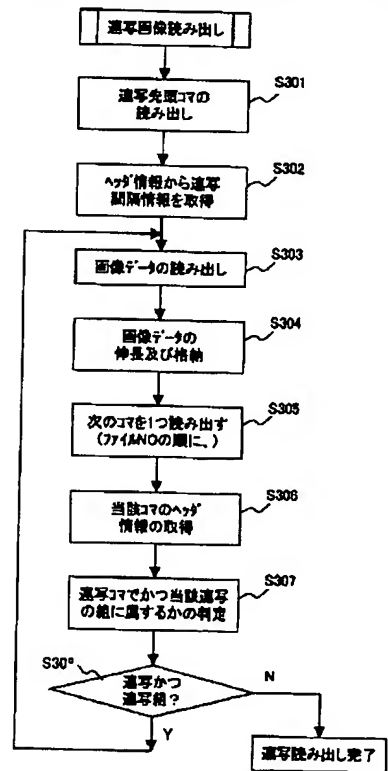 連写画像読み出し
S301
連写先頭コマの
読み出し
S302
ヘッダ情報から連写
間隔情報を取得
S303
画像データの読み出し
S304
画像データの
伸長及び格納
S305
次のコマを1つ読み出す
(ファイルNOの順に、)
S306
当該コマのヘッダ
情報の取得
S307
連写コマでかつ当該連写
の組に属するかの判定
連写かつ
連写組?
N
Y
連写読み出し完了